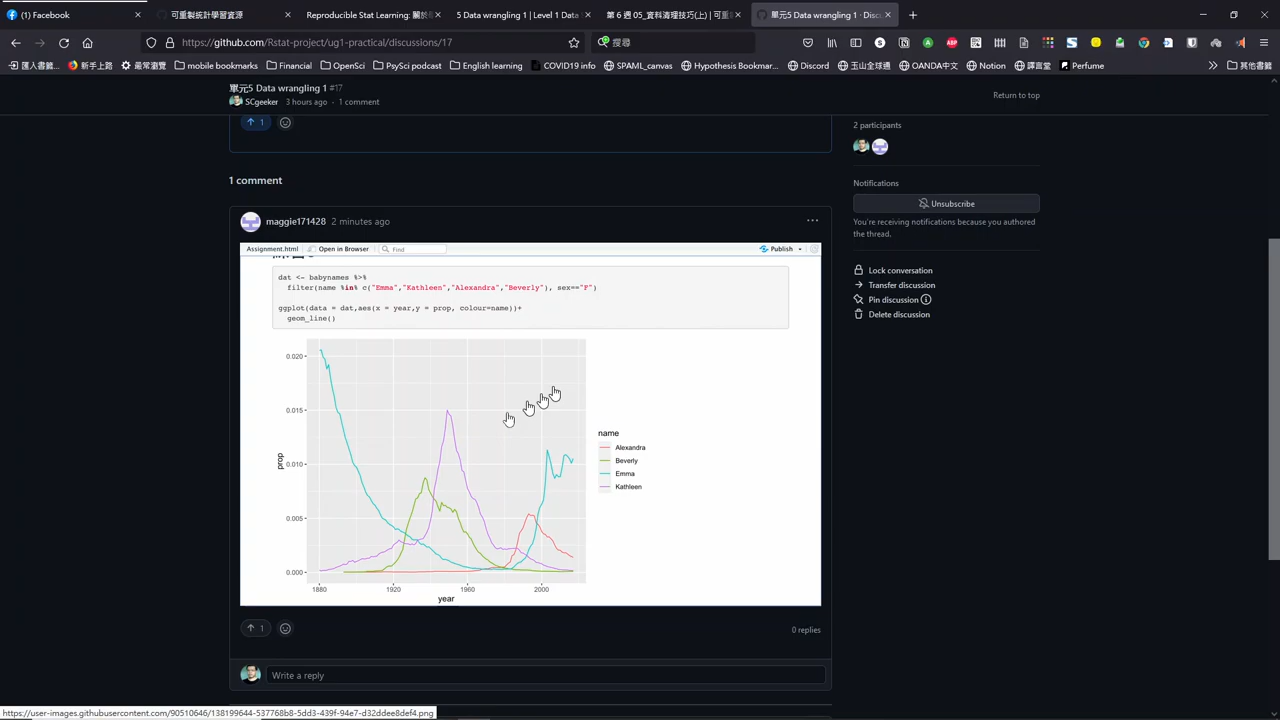 (1) Facebook
可重製統計學習資源
Reproducible Stat Learning: 關於
5 Data wrangling 1 | Level 1 Data
第 6 週 05_資料清理技巧(上) | 可重
單元5 Data wrangling 1 · Discu
https://github.com/Rstat-project/ug1-practical/discussions/17
搜尋
匯入書籤...
新手上路
最常瀏覽
mobile bookmarks
Financial
OpenSci
PsySci podcast
English learning
COVID19 info
SPAML_canvas
Hypothesis Bookmar...
Discord
玉山全球通
OANDA中文
Notion
譯言堂
Perfume
其他書籤
單元5 Data wrangling 1 #17
SCgeeker 3 hours ago · 1 comment
Return to top
1
2 participants
1 comment
Notifications
Unsubscribe
You're receiving notifications because you authored
the thread.
Lock conversation
Transfer discussion
Pin discussion
Delete discussion
maggie171428 2 minutes ago
Assignment.html
Open in Browser
Find
Publish
dat <- babynames %>%
filter(name %in% c("Emma","Kathleen","Alexandra","Beverly"), sex=="F")
ggplot(data = dat,aes(x = year,y = prop, colour=name))+
geom_line()
0.020
0.015
0.010
0.005
0.000
prop
1880
1920
1960
2000
year
name
Alexandra
Beverly
Emma
Kathleen
1
0 replies
Write a reply
https://user-images.githubusercontent.com/90510646/138199644-537768b8-5dd3-439f-94e7-d32ddee8def4.png